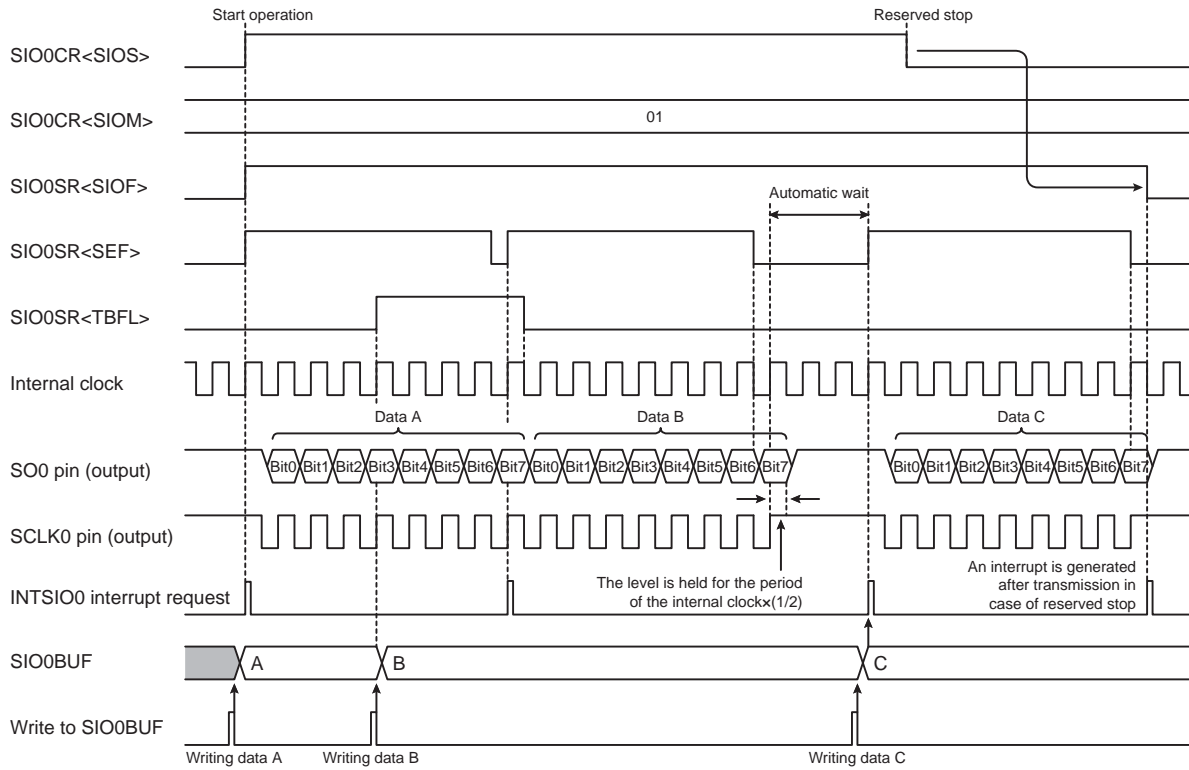 Start operation
Reserved stop
SIO0CR<SIOS>
SIO0CR<SIOM>
01
SIO0SR<SIOF>
Automatic wait
SIO0SR<SEF>
SIO0SR<TBFL>
Internal clock
Data A
Data B
Data C
SO0 pin (output)
Bit0 Bit1 Bit2 Bit3 Bit4 Bit5 Bit6 Bit7 Bit0 Bit1 Bit2 Bit3 Bit4 Bit5 Bit6 Bit7 Bit0 Bit1 Bit2 Bit3 Bit4 Bit5 Bit6 Bit7
SCLK0 pin (output)
The level is held for the period
of the internal clock×(1/2)
An interrupt is generated
after transmission in
case of reserved stop
INTSIO0 interrupt request
SIO0BUF
A
B
C
Write to SIO0BUF
Writing data A
Writing data B
Writing data C